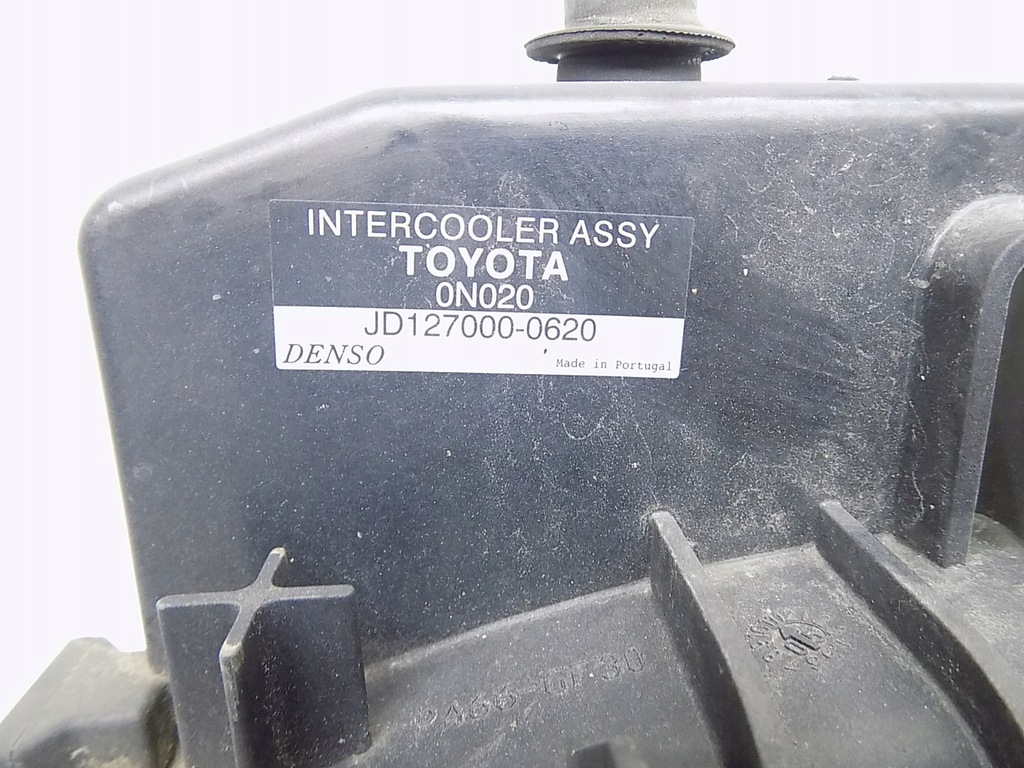 INTERCOOLER ASSY
TOYOTA
0N020
JD127000-0620
DENSO
Made in Portugal